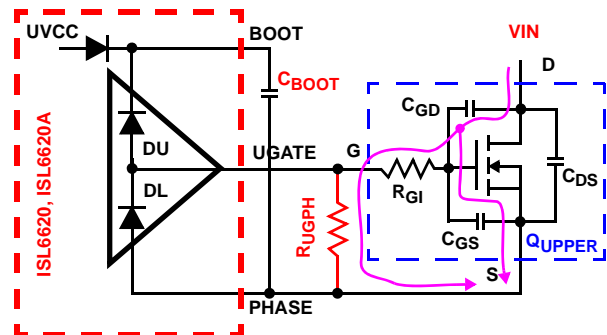 UVCC
BOOT
VIN
D
CBOOT
CGD
DU
UGATE
G
DL
RGI
CDS
RUGPH
CGS
QUPPER
S
PHASE
ISL6620, ISL6620A